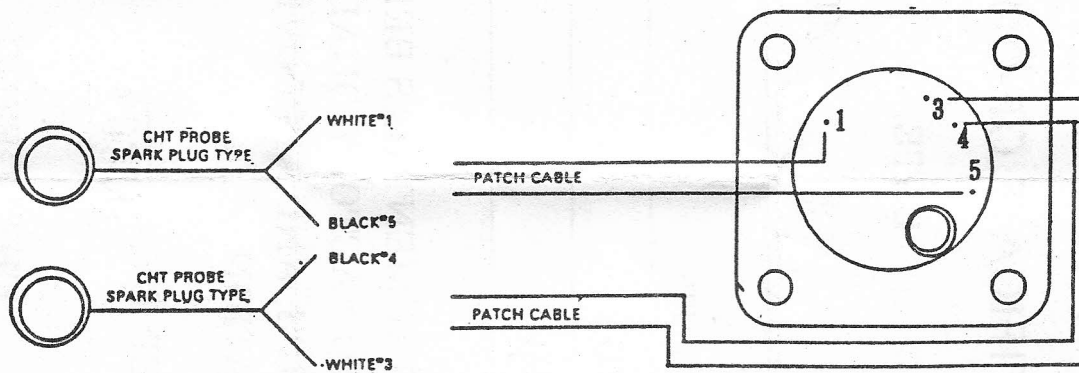 CHT PROBE
SPARK PLUG TYPE
WHITE#1
BLACK#5
PATCH CABLE
1
3
4
5
CHT PROBE
SPARK PLUG TYPE
BLACK#4
WHITE#3
PATCH CABLE